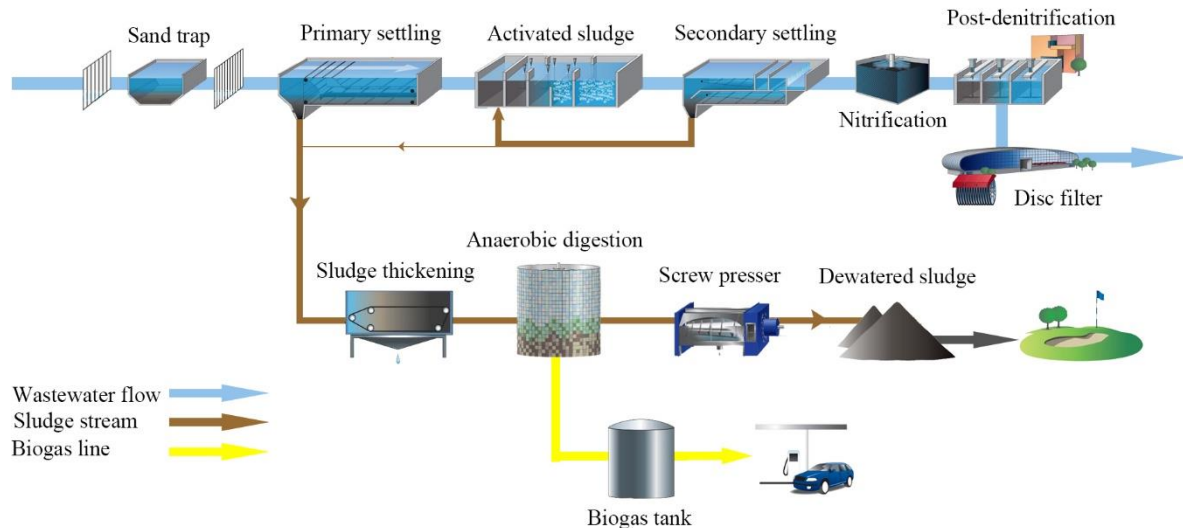 Sand trap
Primary settling
Activated sludge
Secondary settling
Post-denitrification
Nitrification
Disc filter
Sludge thickening
Anaerobic digestion
Screw presser
Dewatered sludge
Wastewater flow
Sludge stream
Biogas line
Biogas tank